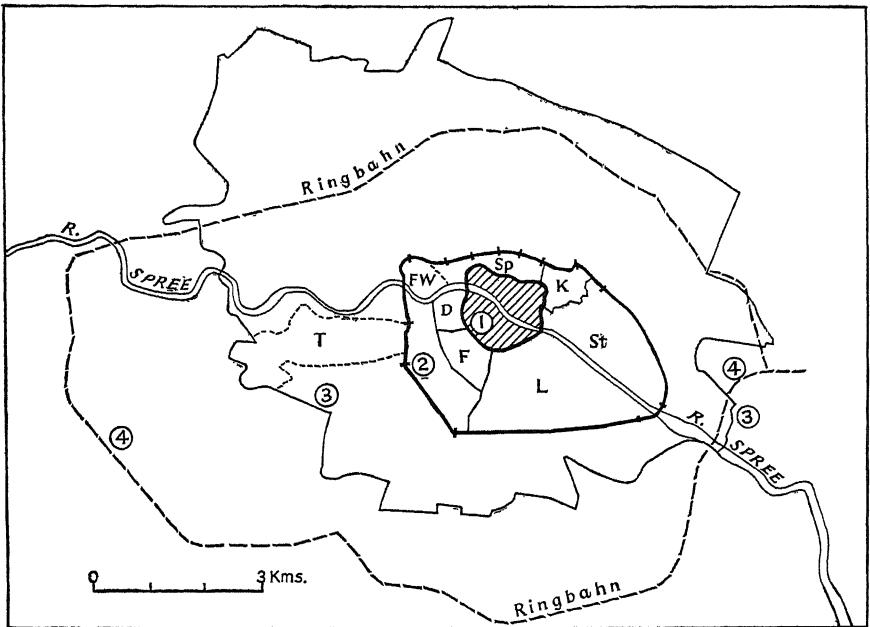 Ringbahn
R.
SPREE
FW
Sp
K
D
①
T
F
②
St
L
③
④
④
③
R.
SPREE
0
3 Kms.
Ringbahn